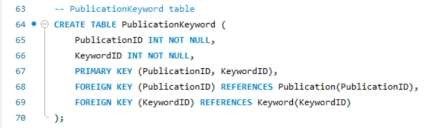 63 -- PublicationKeyword table
64 CREATE TABLE PublicationKeyword (
65 PublicationID INT NOT NULL,
66 KeywordID INT NOT NULL,
67 PRIMARY KEY (PublicationID, KeywordID),
68 FOREIGN KEY (PublicationID) REFERENCES Publication(PublicationID),
69 FOREIGN KEY (KeywordID) REFERENCES Keyword(KeywordID)
70 );